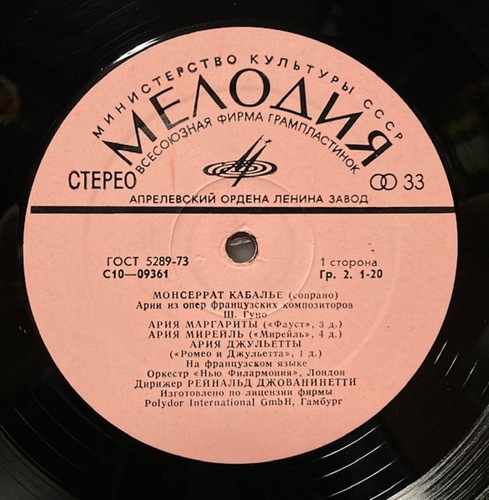 МИНИСТЕРСТВО КУЛЬТУРЫ СССР
МЕЛОДИЯ
ВСЕСОЮЗНАЯ ФИРМА ГРАМПЛАСТИНОК
СТЕРЕО
33
АПРЕЛЕВСКИЙ ОРДЕНА ЛЕНИНА ЗАВОД
ГОСТ 5289-73
1 сторона
С10—09361
Гр. 2. 1-20
МОНСЕРРАТ КАБАЛЬЕ (сопрано)
Арии из опер французских композиторов
Ш. Гуно
АРИЯ МАРГАРИТЫ («Фауст», 3 д.)
АРИЯ МИРЕЙЛЬ («Мирейль», 4 д.)
АРИЯ ДЖУЛЬЕТТЫ
(«Ромео и Джульетта», 1 д.)
На французском языке
Оркестр «Нью Филармония», Лондон
Дирижер РЕЙНАЛЬД ДЖОВАНИНЕТТИ
Изготовлено по лицензии фирмы
Polydor International GmbH, Гамбург